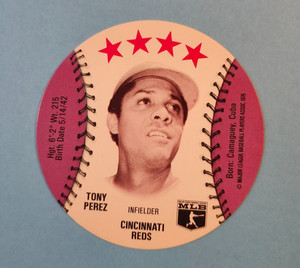 Hgt. 6'-2" Wt. 215
Birth Date 5/14/42
TONY
PEREZ
INFIELDER
CINCINNATI
REDS
MLB
Born: Camaguey, Cuba